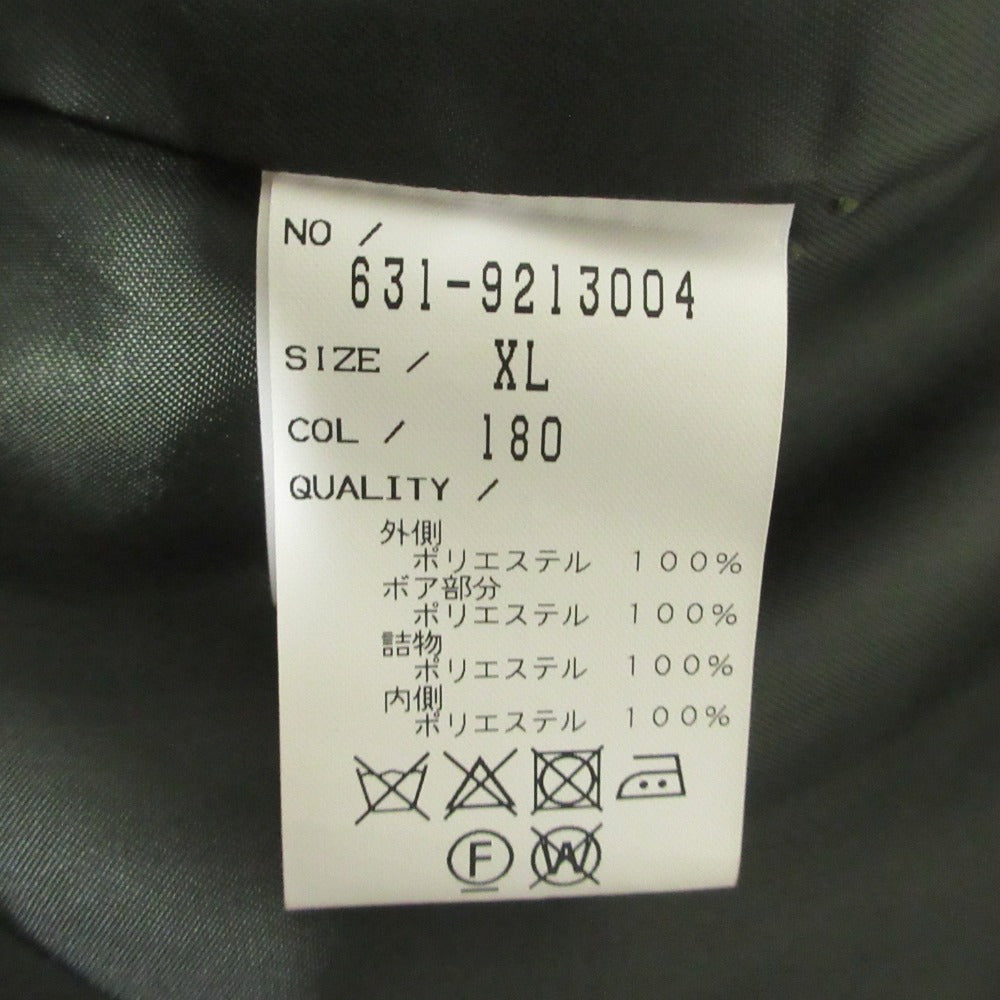 NO /
631-9213004
SIZE / XL
COL / 180
QUALITY /
外側
ポリエステル 100%
ボア部分
ポリエステル 100%
詰物
ポリエステル 100%
内側
ポリエステル 100%
F W